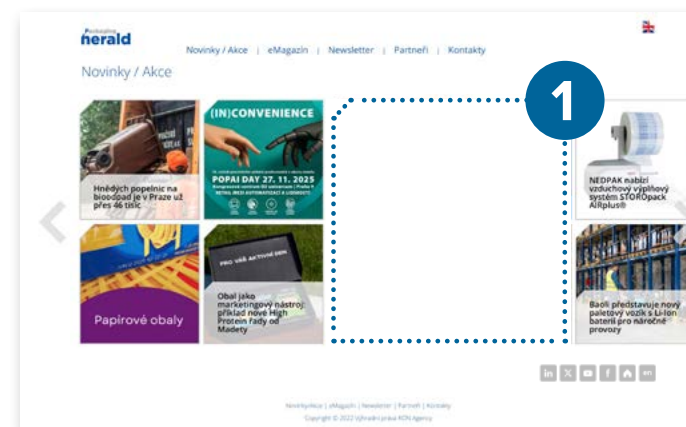 Packaging
herald
Novinky / Akce | eMagazín | Newsletter | Partneři | Kontakty
Novinky / Akce
1
Hnědých popelnic na
bioodpad je v Praze už
přes 46 tisíc
(IN)CONVENIENCE
POPAI DAY 27. 11. 2025
NEDPAK nabízí
vzduchový výplňový
systém STOROpack
AIRplus®
Papírové obaly
PRO VÁŠ AKTIVNÍ DEN
Obal jako
marketingový nástroj:
příklad nové High
Protein řady od
Madety
Baoli představuje nový
paletový vozík s Li-Ion
baterií pro náročné
provozy
in X f en
Novinky/Akce | eMagazín | Newsletter | Partneři | Kontakty
Copyright © 2022 Výhradní práva KON Agency